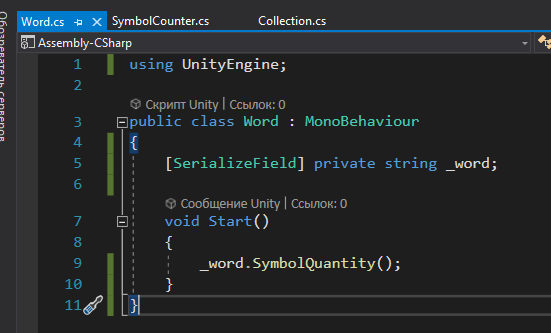 Обозреватель серверов
Word.cs SymbolCounter.cs Collection.cs
Assembly-CSharp
1 using UnityEngine;
2
Скрипт Unity | Ссылок: 0
3 public class Word : MonoBehaviour
4 {
5 [SerializeField] private string _word;
6
Сообщение Unity | Ссылок: 0
7 void Start()
8 {
9 _word.SymbolQuantity();
10 }
11 }